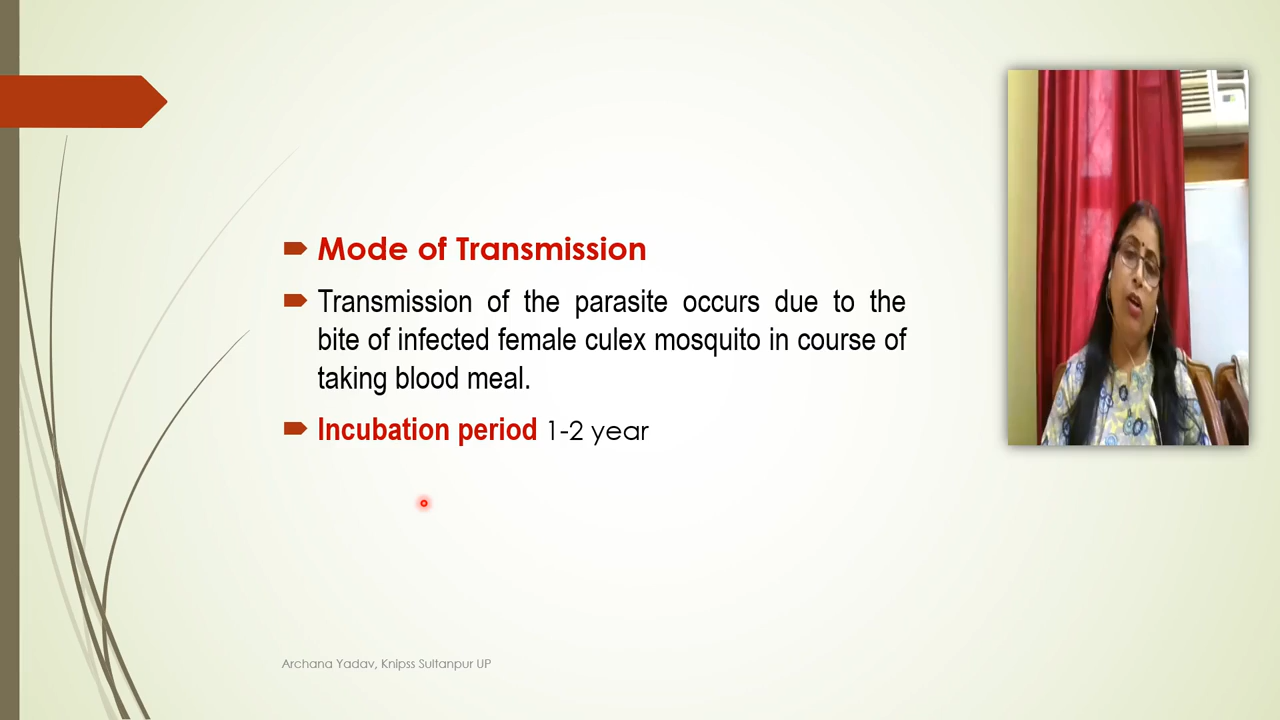 Mode of Transmission
Transmission of the parasite occurs due to the
bite of infected female culex mosquito in course of
taking blood meal.
Incubation period 1-2 year
Archana Yadav, Knipss Sultanpur UP